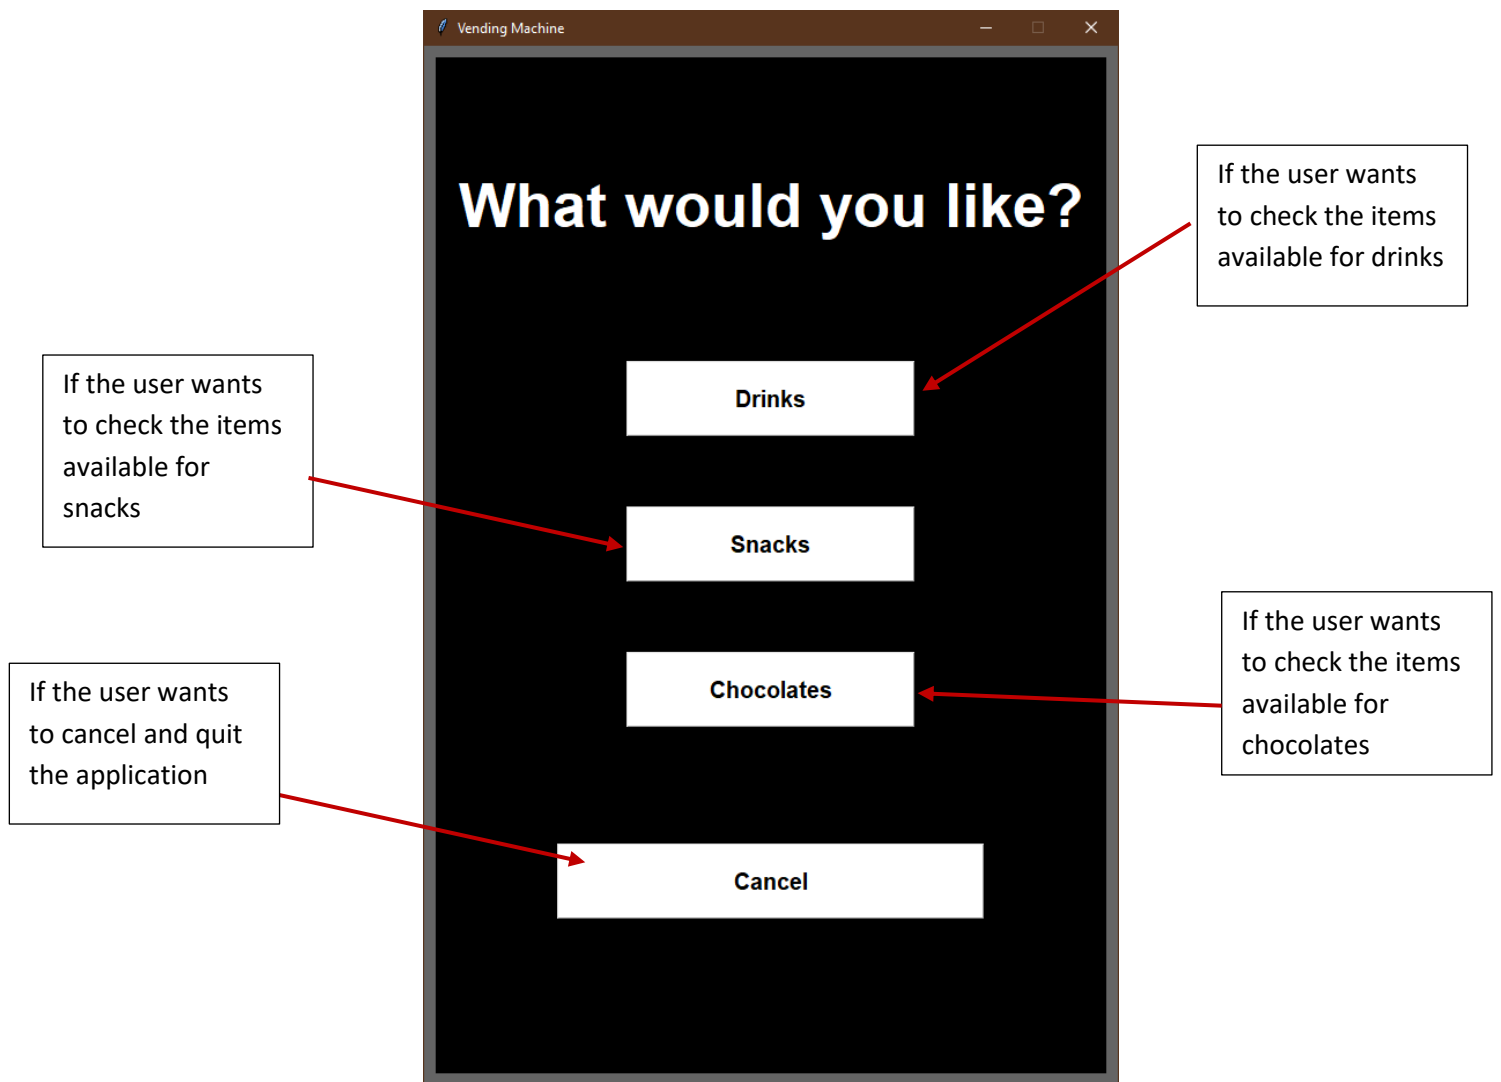 Vending Machine
What would you like?
If the user wants
to check the items
available for drinks
Drinks
If the user wants
to check the items
available for
snacks
Snacks
If the user wants
to check the items
available for
chocolates
Chocolates
If the user wants
to cancel and quit
the application
Cancel